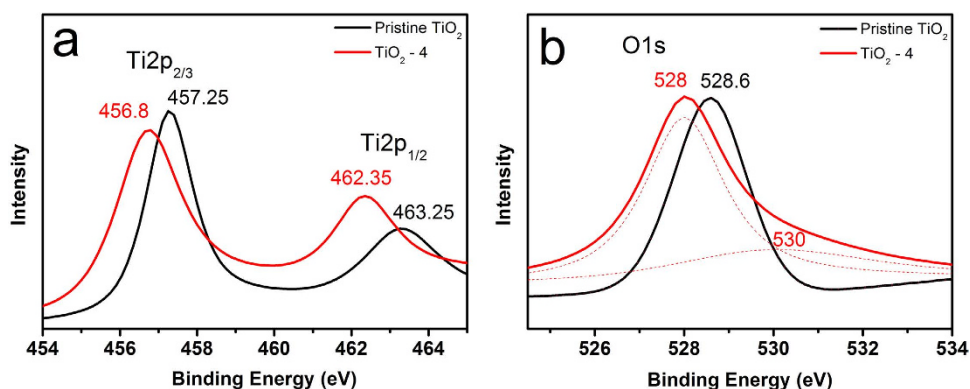 a
Pristine TiO₂
TiO₂ - 4
Ti2p₂/₃
457.25
456.8
Ti2p₁/₂
462.35
463.25
Intensity
454 456 458 460 462 464
Binding Energy (eV)
b
O1s
Pristine TiO₂
TiO₂ - 4
528
528.6
530
Intensity
526 528 530 532 534
Binding Energy (eV)